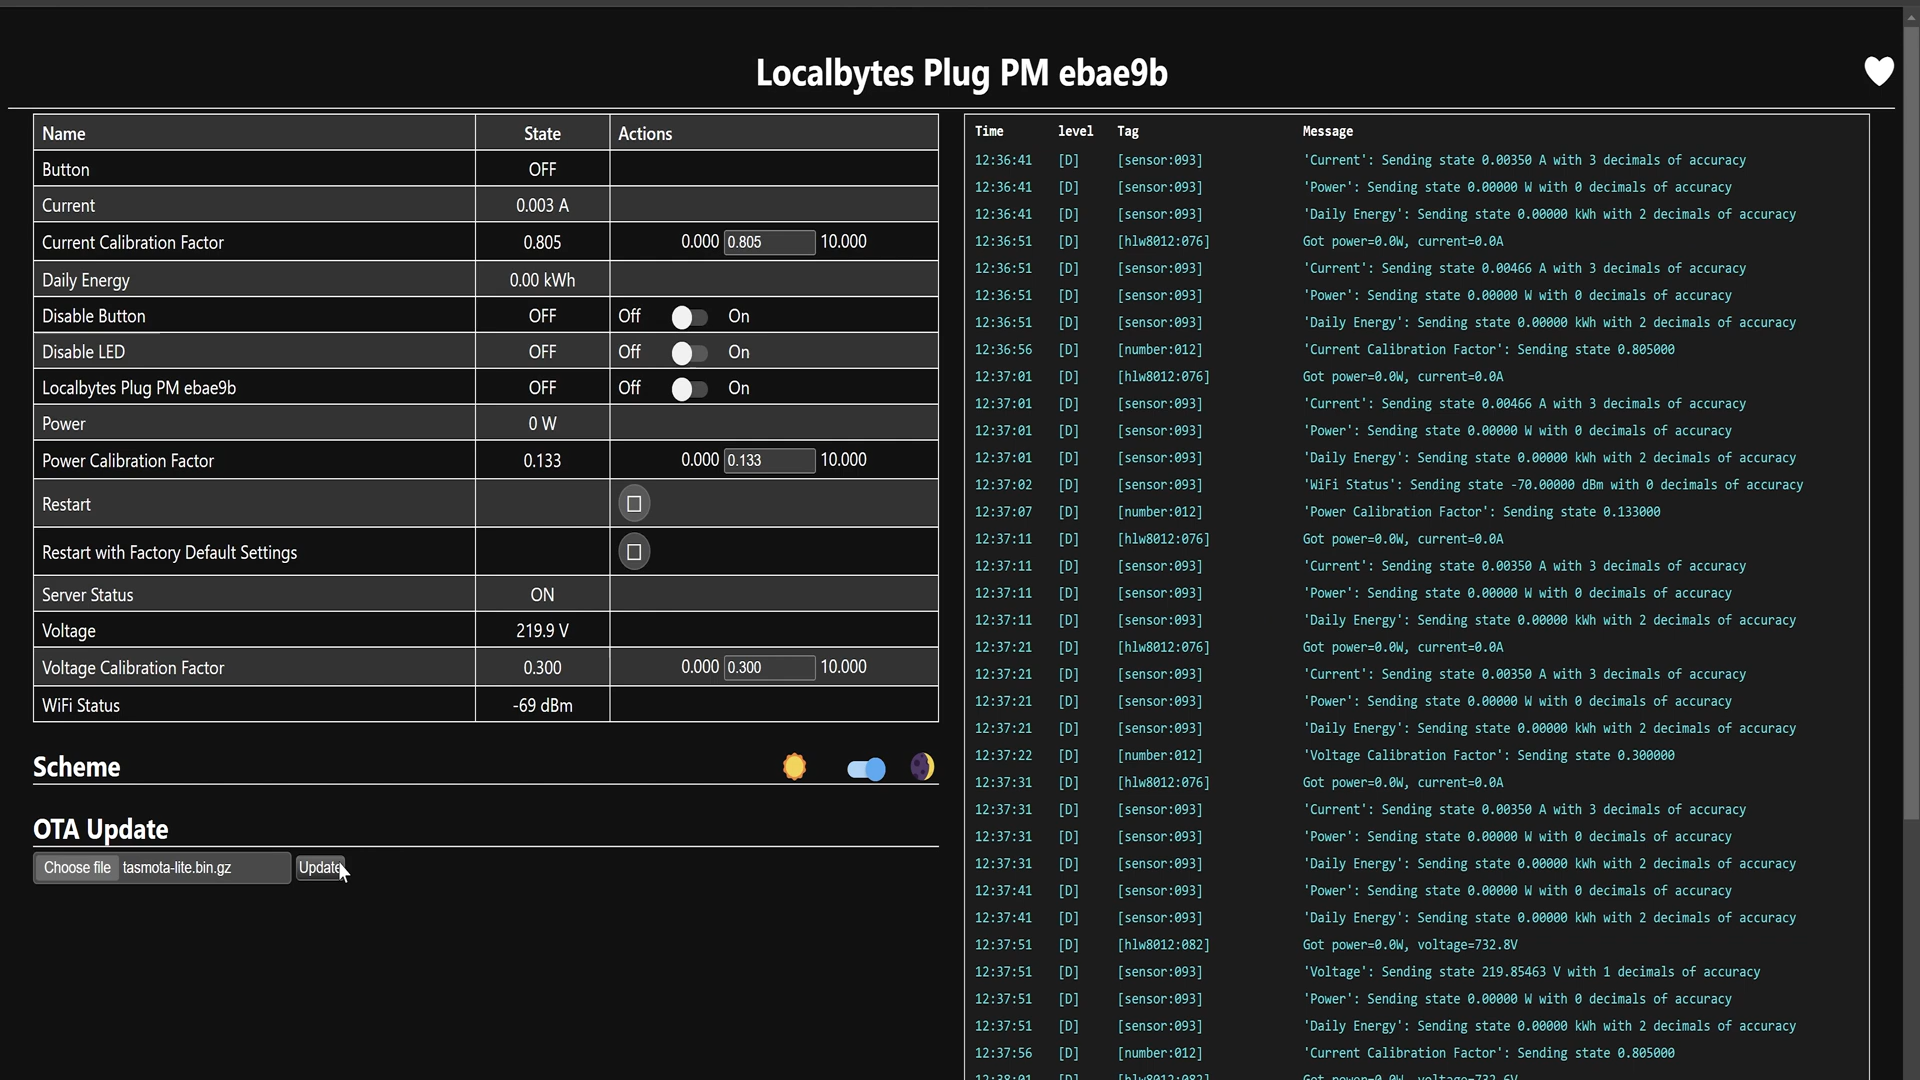 Localbytes Plug PM ebae9b
Name State Actions
Button OFF
Current 0.003 A
Current Calibration Factor 0.805 0.000 0.805 10.000
Daily Energy 0.00 kWh
Disable Button OFF Off On
Disable LED OFF Off On
Localbytes Plug PM ebae9b OFF Off On
Power 0 W
Power Calibration Factor 0.133 0.000 0.133 10.000
Restart
Restart with Factory Default Settings
Server Status ON
Voltage 219.9 V
Voltage Calibration Factor 0.300 0.000 0.300 10.000
WiFi Status -69 dBm
Scheme
OTA Update
Choose file tasmota-lite.bin.gz Update
Time level Tag Message
12:36:41 [D] [sensor:093] 'Current': Sending state 0.00350 A with 3 decimals of accuracy
12:36:41 [D] [sensor:093] 'Power': Sending state 0.00000 W with 0 decimals of accuracy
12:36:41 [D] [sensor:093] 'Daily Energy': Sending state 0.00000 kWh with 2 decimals of accuracy
12:36:51 [D] [hlw8012:076] Got power=0.0W, current=0.0A
12:36:51 [D] [sensor:093] 'Current': Sending state 0.00466 A with 3 decimals of accuracy
12:36:51 [D] [sensor:093] 'Power': Sending state 0.00000 W with 0 decimals of accuracy
12:36:51 [D] [sensor:093] 'Daily Energy': Sending state 0.00000 kWh with 2 decimals of accuracy
12:36:56 [D] [number:012] 'Current Calibration Factor': Sending state 0.805000
12:37:01 [D] [hlw8012:076] Got power=0.0W, current=0.0A
12:37:01 [D] [sensor:093] 'Current': Sending state 0.00466 A with 3 decimals of accuracy
12:37:01 [D] [sensor:093] 'Power': Sending state 0.00000 W with 0 decimals of accuracy
12:37:01 [D] [sensor:093] 'Daily Energy': Sending state 0.00000 kWh with 2 decimals of accuracy
12:37:02 [D] [sensor:093] 'WiFi Status': Sending state -70.00000 dBm with 0 decimals of accuracy
12:37:07 [D] [number:012] 'Power Calibration Factor': Sending state 0.133000
12:37:11 [D] [hlw8012:076] Got power=0.0W, current=0.0A
12:37:11 [D] [sensor:093] 'Current': Sending state 0.00350 A with 3 decimals of accuracy
12:37:11 [D] [sensor:093] 'Power': Sending state 0.00000 W with 0 decimals of accuracy
12:37:11 [D] [sensor:093] 'Daily Energy': Sending state 0.00000 kWh with 2 decimals of accuracy
12:37:21 [D] [hlw8012:076] Got power=0.0W, current=0.0A
12:37:21 [D] [sensor:093] 'Current': Sending state 0.00350 A with 3 decimals of accuracy
12:37:21 [D] [sensor:093] 'Power': Sending state 0.00000 W with 0 decimals of accuracy
12:37:21 [D] [sensor:093] 'Daily Energy': Sending state 0.00000 kWh with 2 decimals of accuracy
12:37:22 [D] [number:012] 'Voltage Calibration Factor': Sending state 0.300000
12:37:31 [D] [hlw8012:076] Got power=0.0W, current=0.0A
12:37:31 [D] [sensor:093] 'Current': Sending state 0.00350 A with 3 decimals of accuracy
12:37:31 [D] [sensor:093] 'Power': Sending state 0.00000 W with 0 decimals of accuracy
12:37:31 [D] [sensor:093] 'Daily Energy': Sending state 0.00000 kWh with 2 decimals of accuracy
12:37:41 [D] [sensor:093] 'Power': Sending state 0.00000 W with 0 decimals of accuracy
12:37:41 [D] [sensor:093] 'Daily Energy': Sending state 0.00000 kWh with 2 decimals of accuracy
12:37:51 [D] [hlw8012:082] Got power=0.0W, voltage=732.8V
12:37:51 [D] [sensor:093] 'Voltage': Sending state 219.85463 V with 1 decimals of accuracy
12:37:51 [D] [sensor:093] 'Power': Sending state 0.00000 W with 0 decimals of accuracy
12:37:51 [D] [sensor:093] 'Daily Energy': Sending state 0.00000 kWh with 2 decimals of accuracy
12:37:56 [D] [number:012] 'Current Calibration Factor': Sending state 0.805000
12:38:01 [D] [hlw8012:082] Got power=0.0W, voltage=732.6V